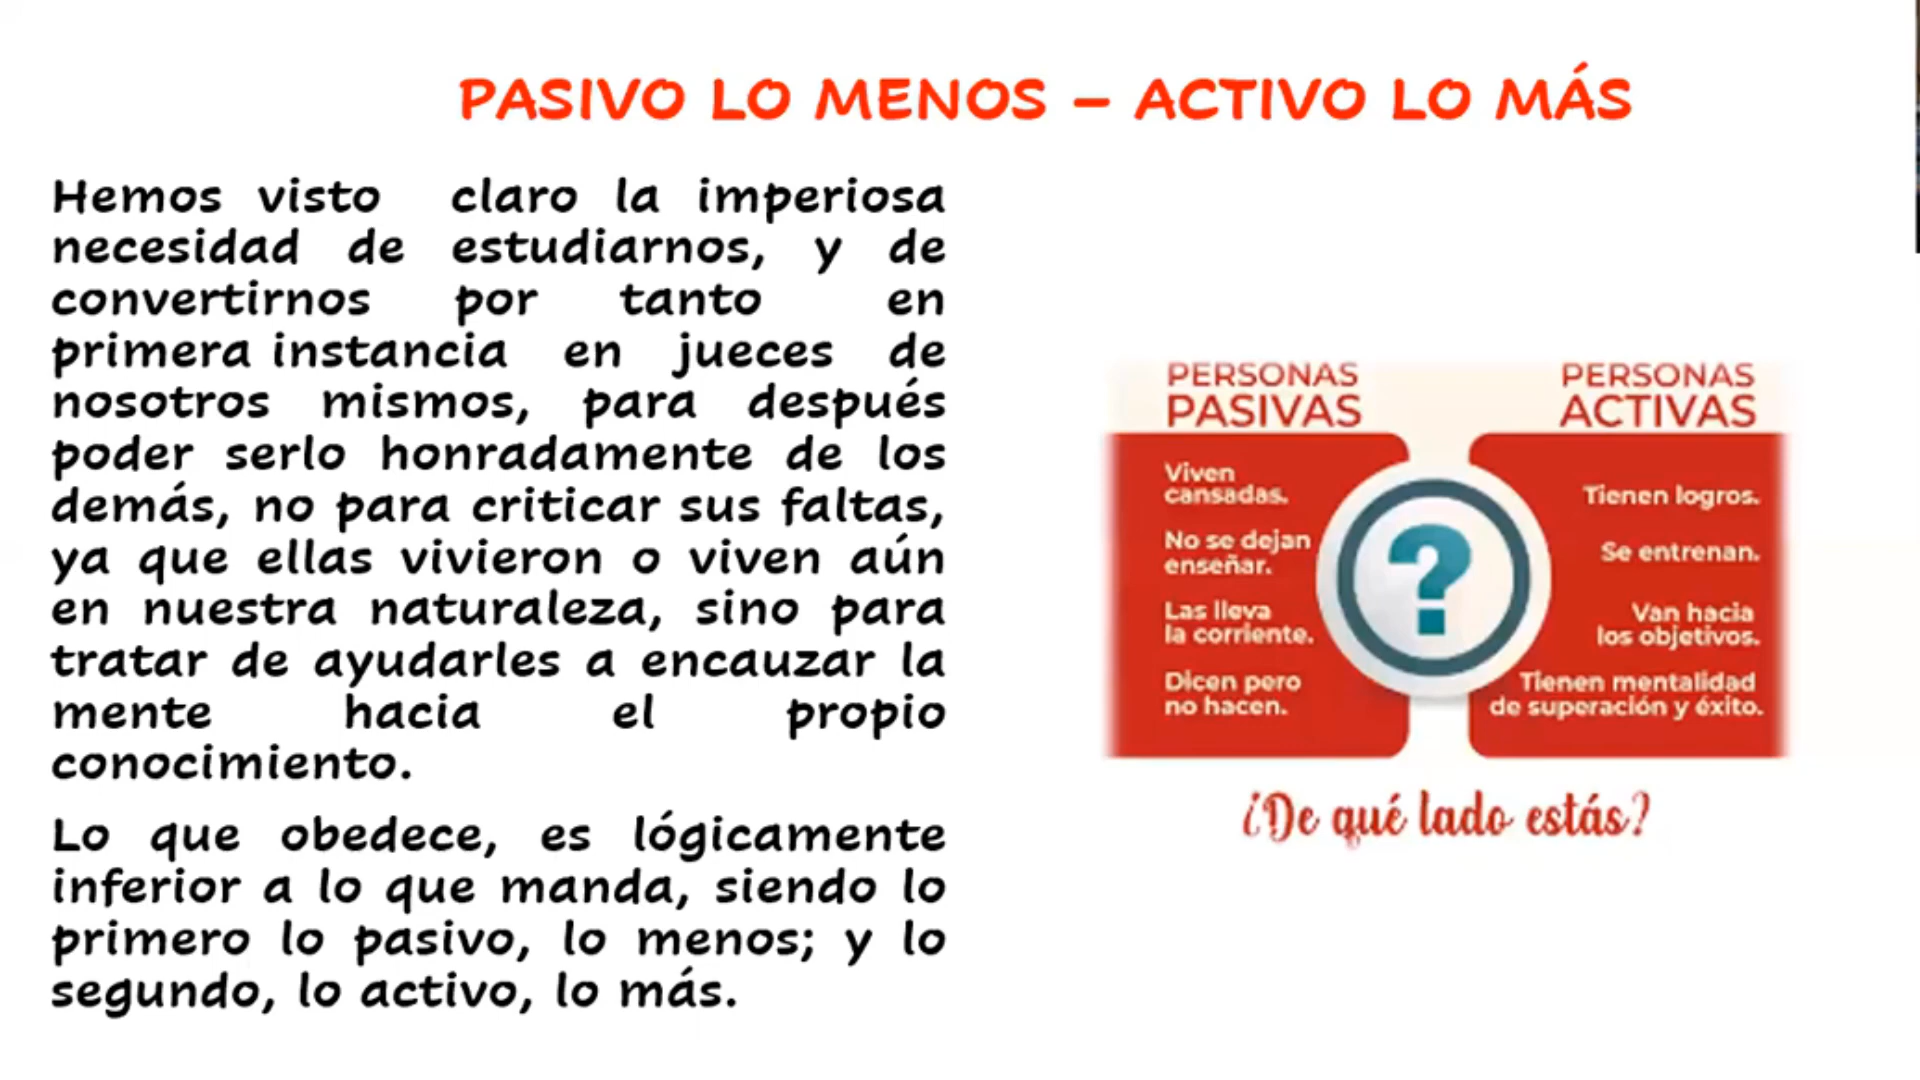 PASIVO LO MENOS – ACTIVO LO MÁS
Hemos visto claro la imperiosa
necesidad de estudiarnos, y de
convertirnos por tanto en
primera instancia en jueces de
nosotros mismos, para después
poder serlo honradamente de los
demás, no para criticar sus faltas,
ya que ellas vivieron o viven aún
en nuestra naturaleza, sino para
tratar de ayudarles a encauzar la
mente hacia el propio
conocimiento.
Lo que obedece, es lógicamente
inferior a lo que manda, siendo lo
primero lo pasivo, lo menos; y lo
segundo, lo activo, lo más.
PERSONAS
PASIVAS
Viven
cansadas.
No se dejan
enseñar.
Las lleva
la corriente.
Dicen pero
no hacen.
?
PERSONAS
ACTIVAS
Tienen logros.
Se entrenan.
Van hacia
los objetivos.
Tienen mentalidad
de superación y éxito.
¿De qué lado estás?